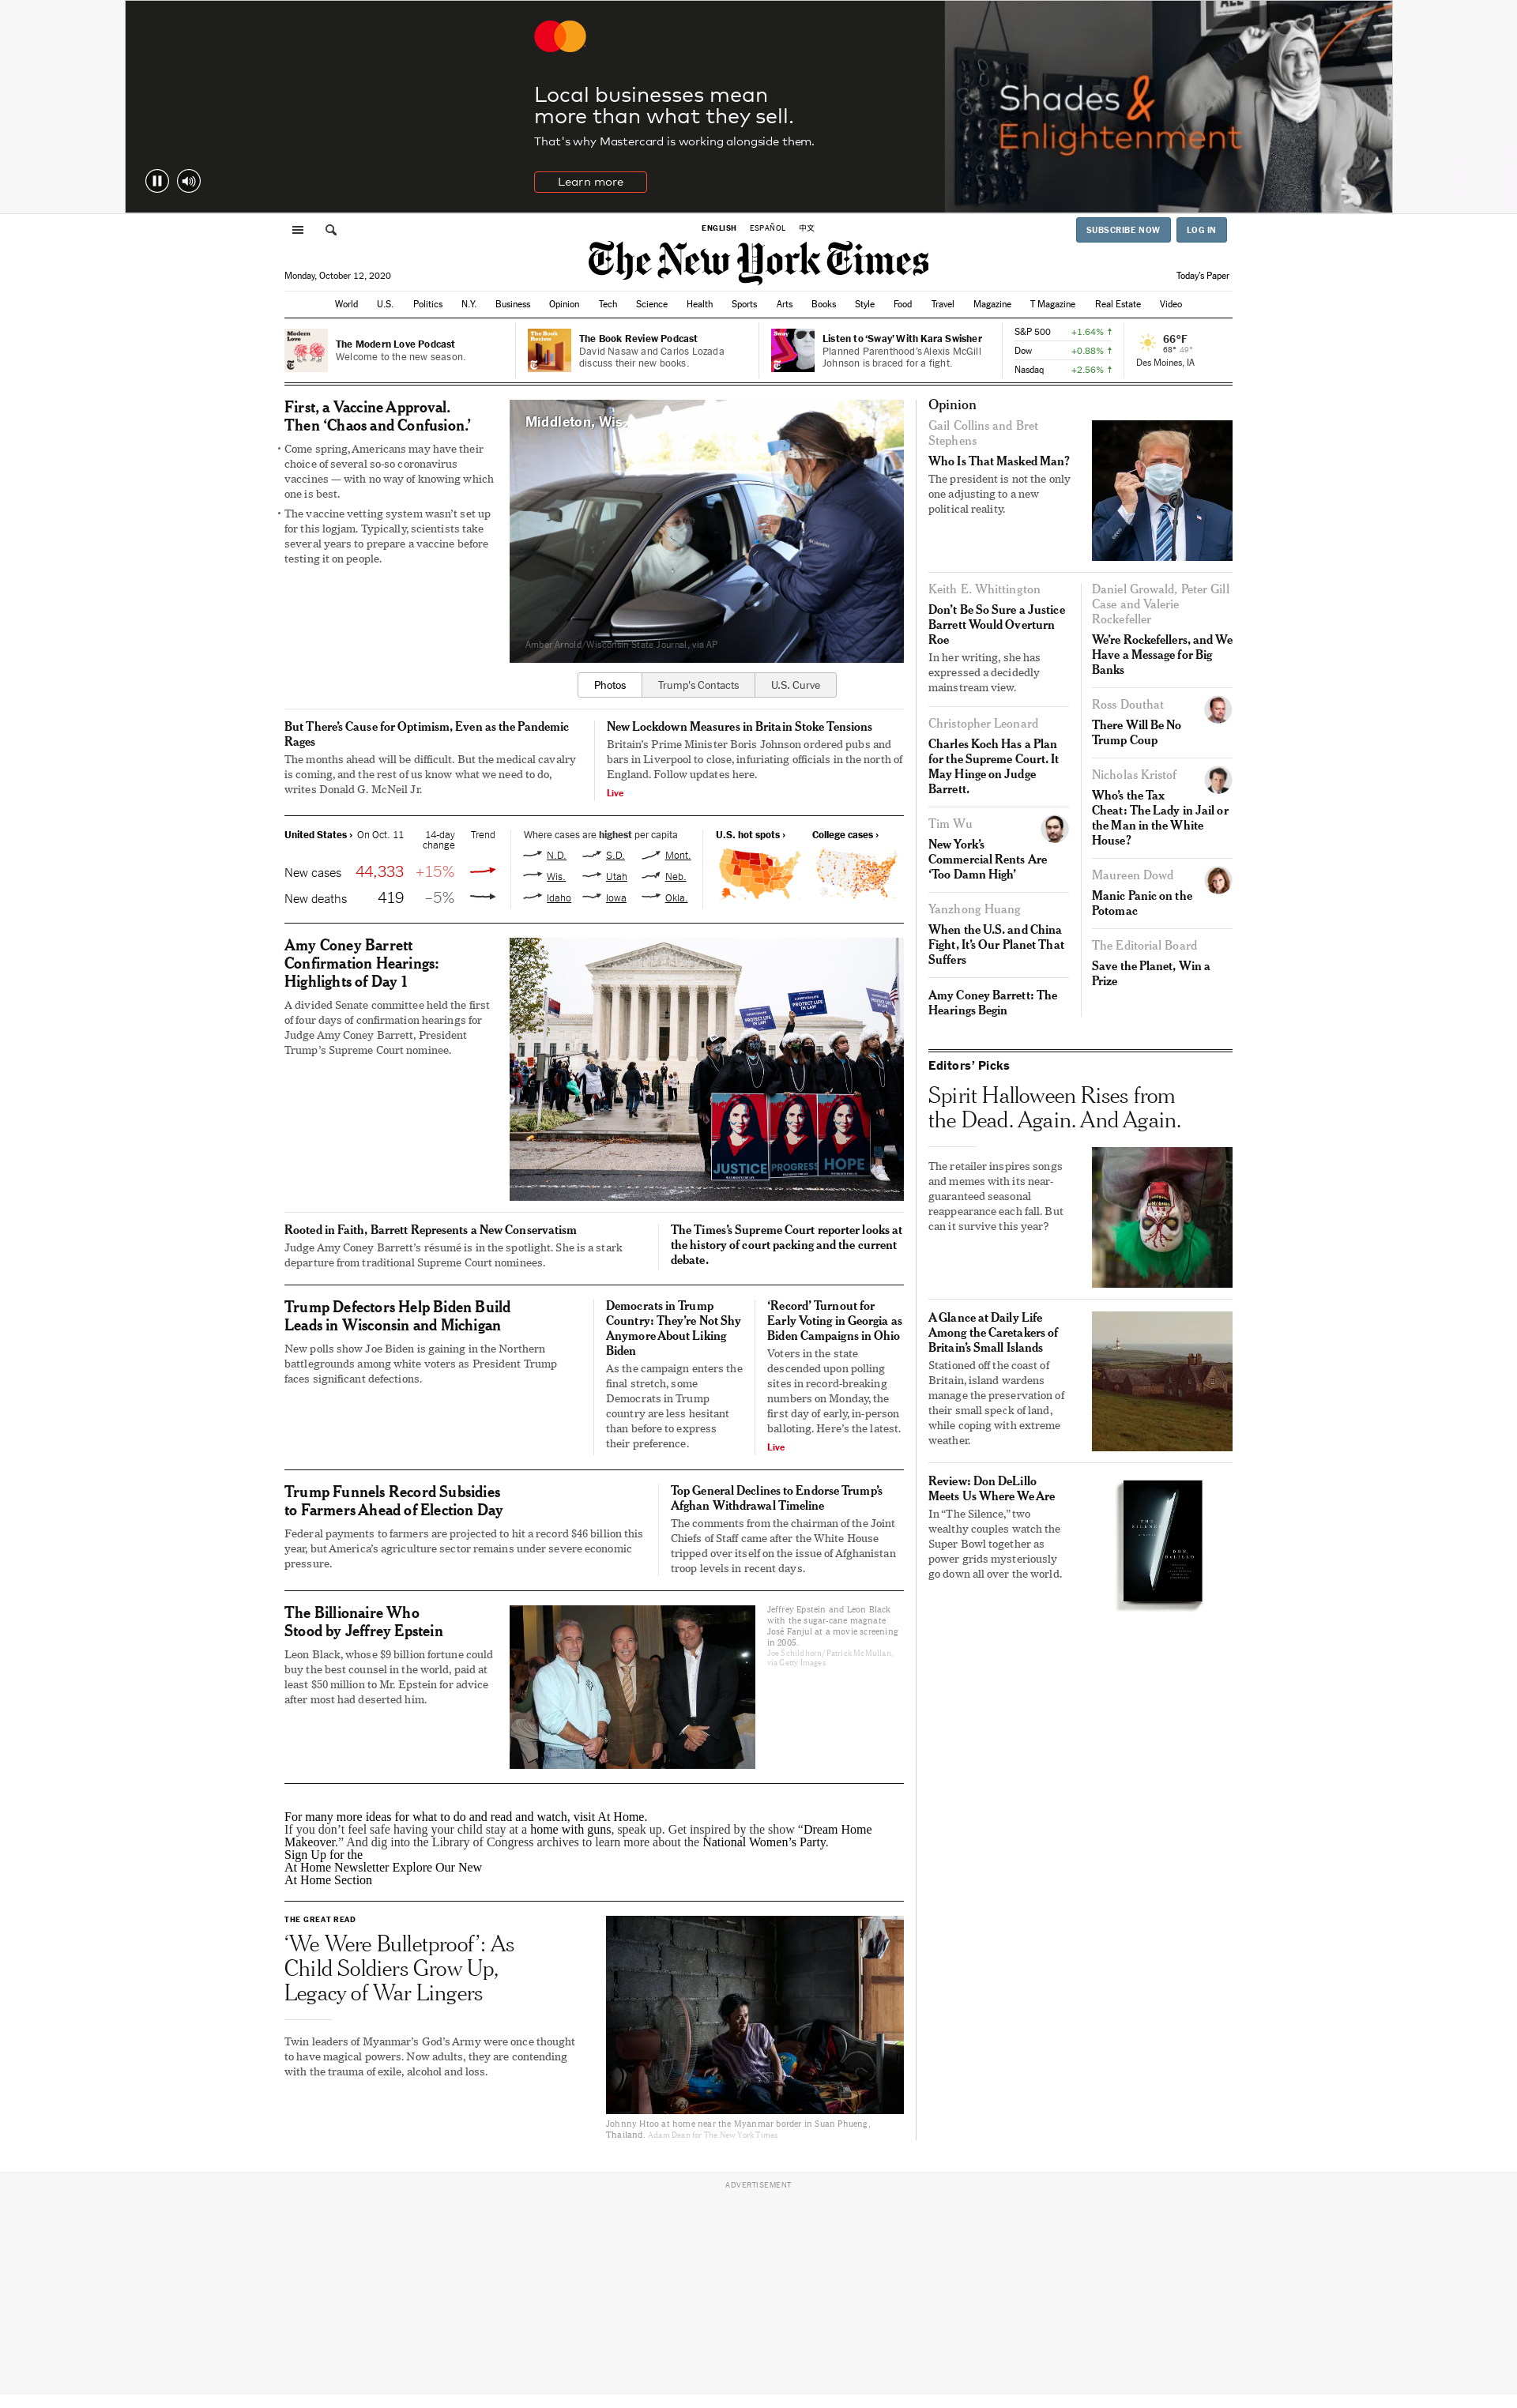 Local businesses mean
more than what they sell.
That's why Mastercard is working alongside them.
Learn more
ALL
Shades &
Enlightenment
ENGLISH ESPAÑOL 中文
SUBSCRIBE NOW LOG IN
The New York Times
Monday, October 12, 2020
Today's Paper
World U.S. Politics N.Y. Business Opinion Tech Science Health Sports Arts Books Style Food Travel Magazine T Magazine Real Estate Video
Modern
Love
The Modern Love Podcast
Welcome to the new season.
The Book
Review
The Book Review Podcast
David Nasaw and Carlos Lozada
discuss their new books.
Sway
Listen to ‘Sway’ With Kara Swisher
Planned Parenthood’s Alexis McGill
Johnson is braced for a fight.
S&P 500 +1.64% ↑
Dow +0.88% ↑
Nasdaq +2.56% ↑
66°F
68° 49°
Des Moines, IA
First, a Vaccine Approval.
Then ‘Chaos and Confusion.’
• Come spring, Americans may have their
choice of several so-so coronavirus
vaccines — with no way of knowing which
one is best.
• The vaccine vetting system wasn’t set up
for this logjam. Typically, scientists take
several years to prepare a vaccine before
testing it on people.
Middleton, Wis.
Amber Arnold/Wisconsin State Journal, via AP
Photos Trump’s Contacts U.S. Curve
But There’s Cause for Optimism, Even as the Pandemic
Rages
The months ahead will be difficult. But the medical cavalry
is coming, and the rest of us know what we need to do,
writes Donald G. McNeil Jr.
New Lockdown Measures in Britain Stoke Tensions
Britain’s Prime Minister Boris Johnson ordered pubs and
bars in Liverpool to close, infuriating officials in the north of
England. Follow updates here.
Live
United States › On Oct. 11 14-day
change Trend
New cases 44,333 +15%
New deaths 419 –5%
Where cases are highest per capita
N.D. S.D. Mont.
Wis. Utah Neb.
Idaho Iowa Okla.
U.S. hot spots › College cases ›
Amy Coney Barrett
Confirmation Hearings:
Highlights of Day 1
A divided Senate committee held the first
of four days of confirmation hearings for
Judge Amy Coney Barrett, President
Trump’s Supreme Court nominee.
PROTECT LIFE
IN LAW
PROTECT LIFE
IN LAW
PROTECT LIFE
IN LAW
JUSTICE PROGRESS HOPE
Rooted in Faith, Barrett Represents a New Conservatism
Judge Amy Coney Barrett’s résumé is in the spotlight. She is a stark
departure from traditional Supreme Court nominees.
The Times’s Supreme Court reporter looks at
the history of court packing and the current
debate.
Trump Defectors Help Biden Build
Leads in Wisconsin and Michigan
New polls show Joe Biden is gaining in the Northern
battlegrounds among white voters as President Trump
faces significant defections.
Democrats in Trump
Country: They’re Not Shy
Anymore About Liking
Biden
As the campaign enters the
final stretch, some
Democrats in Trump
country are less hesitant
than before to express
their preference.
‘Record’ Turnout for
Early Voting in Georgia as
Biden Campaigns in Ohio
Voters in the state
descended upon polling
sites in record-breaking
numbers on Monday, the
first day of early, in-person
balloting. Here’s the latest.
Live
Trump Funnels Record Subsidies
to Farmers Ahead of Election Day
Federal payments to farmers are projected to hit a record $46 billion this
year, but America’s agriculture sector remains under severe economic
pressure.
Top General Declines to Endorse Trump’s
Afghan Withdrawal Timeline
The comments from the chairman of the Joint
Chiefs of Staff came after the White House
tripped over itself on the issue of Afghanistan
troop levels in recent days.
The Billionaire Who
Stood by Jeffrey Epstein
Leon Black, whose $9 billion fortune could
buy the best counsel in the world, paid at
least $50 million to Mr. Epstein for advice
after most had deserted him.
Jeffrey Epstein and Leon Black
with the sugar-cane magnate
José Fanjul at a movie screening
in 2005.
Joe Schildhorn/Patrick McMullan,
via Getty Images
For many more ideas for what to do and read and watch, visit At Home.
If you don’t feel safe having your child stay at a home with guns, speak up. Get inspired by the show “Dream Home
Makeover.” And dig into the Library of Congress archives to learn more about the National Women’s Party.
Sign Up for the
At Home Newsletter Explore Our New
At Home Section
THE GREAT READ
‘We Were Bulletproof’: As
Child Soldiers Grow Up,
Legacy of War Lingers
Twin leaders of Myanmar’s God’s Army were once thought
to have magical powers. Now adults, they are contending
with the trauma of exile, alcohol and loss.
Johnny Htoo at home near the Myanmar border in Suan Phueng,
Thailand. Adam Dean for The New York Times
Opinion
Gail Collins and Bret
Stephens
Who Is That Masked Man?
The president is not the only
one adjusting to a new
political reality.
Keith E. Whittington
Don’t Be So Sure a Justice
Barrett Would Overturn
Roe
In her writing, she has
expressed a decidedly
mainstream view.
Christopher Leonard
Charles Koch Has a Plan
for the Supreme Court. It
May Hinge on Judge
Barrett.
Tim Wu
New York’s
Commercial Rents Are
‘Too Damn High’
Yanzhong Huang
When the U.S. and China
Fight, It’s Our Planet That
Suffers
Amy Coney Barrett: The
Hearings Begin
Daniel Growald, Peter Gill
Case and Valerie
Rockefeller
We’re Rockefellers, and We
Have a Message for Big
Banks
Ross Douthat
There Will Be No
Trump Coup
Nicholas Kristof
Who’s the Tax
Cheat: The Lady in Jail or
the Man in the White
House?
Maureen Dowd
Manic Panic on the
Potomac
The Editorial Board
Save the Planet, Win a
Prize
Editors’ Picks
Spirit Halloween Rises from
the Dead. Again. And Again.
The retailer inspires songs
and memes with its near-
guaranteed seasonal
reappearance each fall. But
can it survive this year?
A Glance at Daily Life
Among the Caretakers of
Britain’s Small Islands
Stationed off the coast of
Britain, island wardens
manage the preservation of
their small speck of land,
while coping with extreme
weather.
Review: Don DeLillo
Meets Us Where We Are
In “The Silence,” two
wealthy couples watch the
Super Bowl together as
power grids mysteriously
go down all over the world.
THE
SILENCE
DON
DELILLO
ADVERTISEMENT